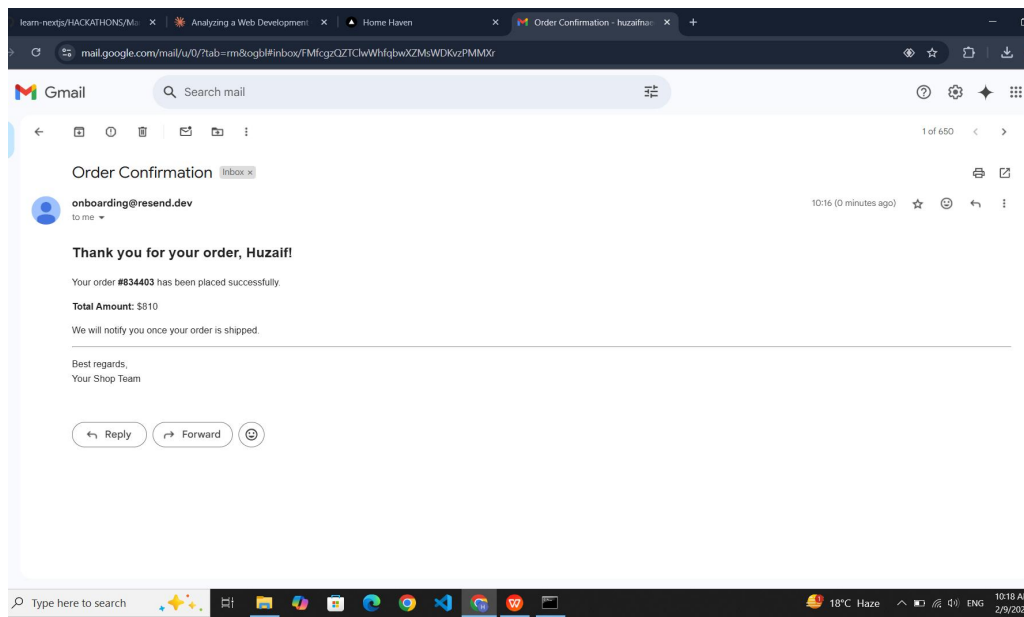 learn-nextjs/HACKATHONS/Ma
Analyzing a Web Development
Home Haven
Order Confirmation - huzaifnae
mail.google.com/mail/u/0/?tab=rm&ogbl#inbox/FMfcgzQZTClwWhfqbwXZMsWDKvzPMMXr
Gmail
Search mail
1 of 650
Order Confirmation
Inbox ×
onboarding@resend.dev
10:16 (0 minutes ago)
to me
Thank you for your order, Huzaif!
Your order #834403 has been placed successfully.
Total Amount: $810
We will notify you once your order is shipped.
Best regards,
Your Shop Team
Reply
Forward
Type here to search
18°C Haze
ENG
10:18 A
2/9/202